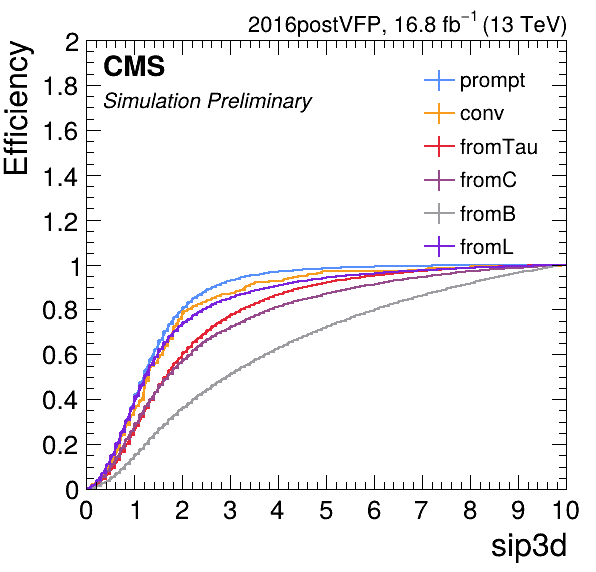 2016postVFP, 16.8 fb⁻¹ (13 TeV)
CMS
Simulation Preliminary
prompt
conv
fromTau
fromC
fromB
fromL
Efficiency
2
1.8
1.6
1.4
1.2
1
0.8
0.6
0.4
0.2
0
0 1 2 3 4 5 6 7 8 9 10
sip3d